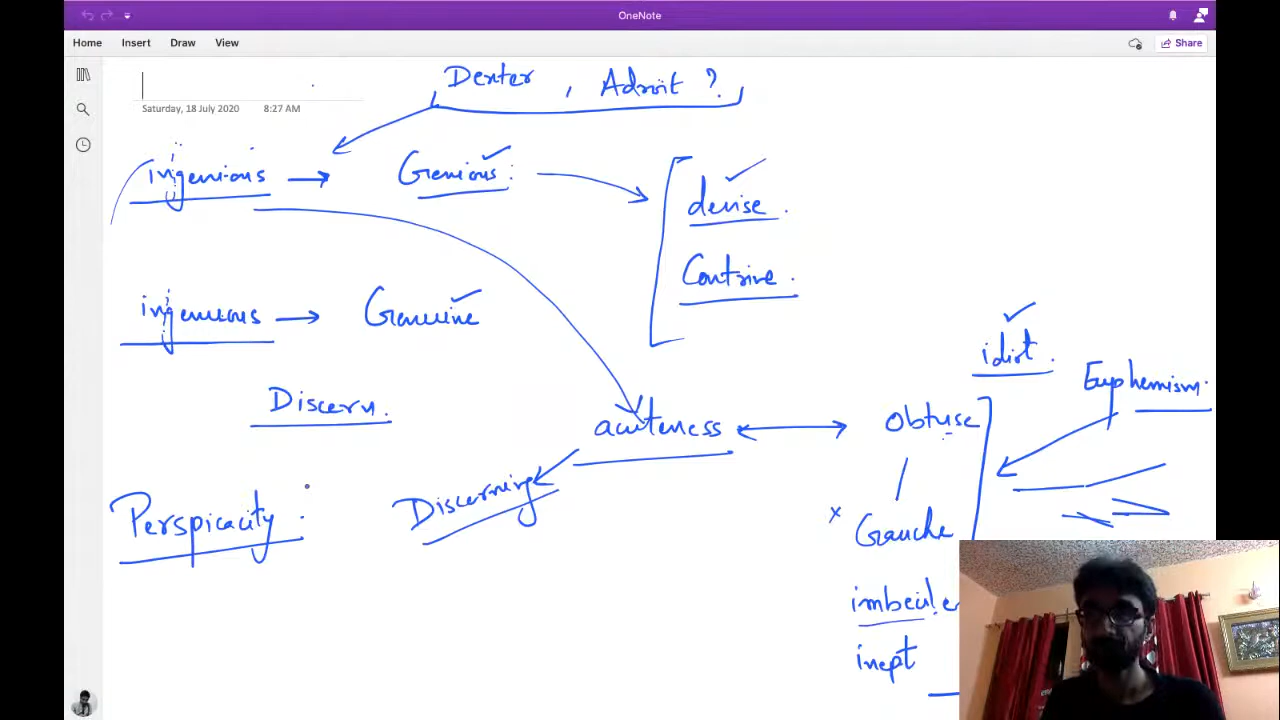 OneNote
Home Insert Draw View Share
Dexter, Adroit ?
Saturday, 18 July 2020 8:27 AM
ingenious → Genious :
devise.
Contrive.
ingenuous → Genuine
idiot.
Euphemism.
Discern.
acuteness ↔ obtuse
Discerning
Perspicacity :
x Gauche
imbecile
inept